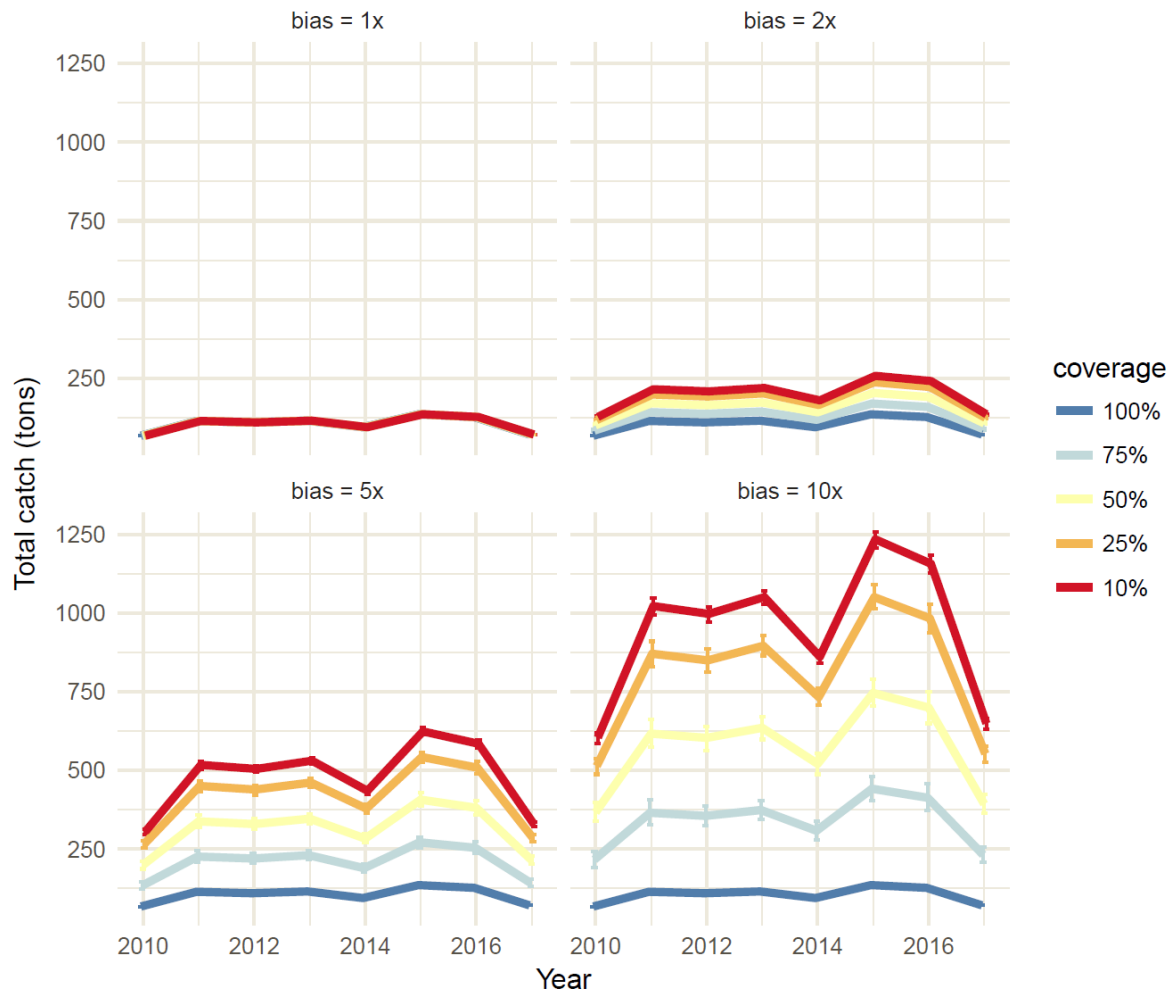 bias = 1x
bias = 2x
1250
1000
750
500
250
bias = 5x
bias = 10x
1250
1000
750
500
250
2010 2012 2014 2016 2010 2012 2014 2016
Year
Total catch (tons)
coverage
100%
75%
50%
25%
10%